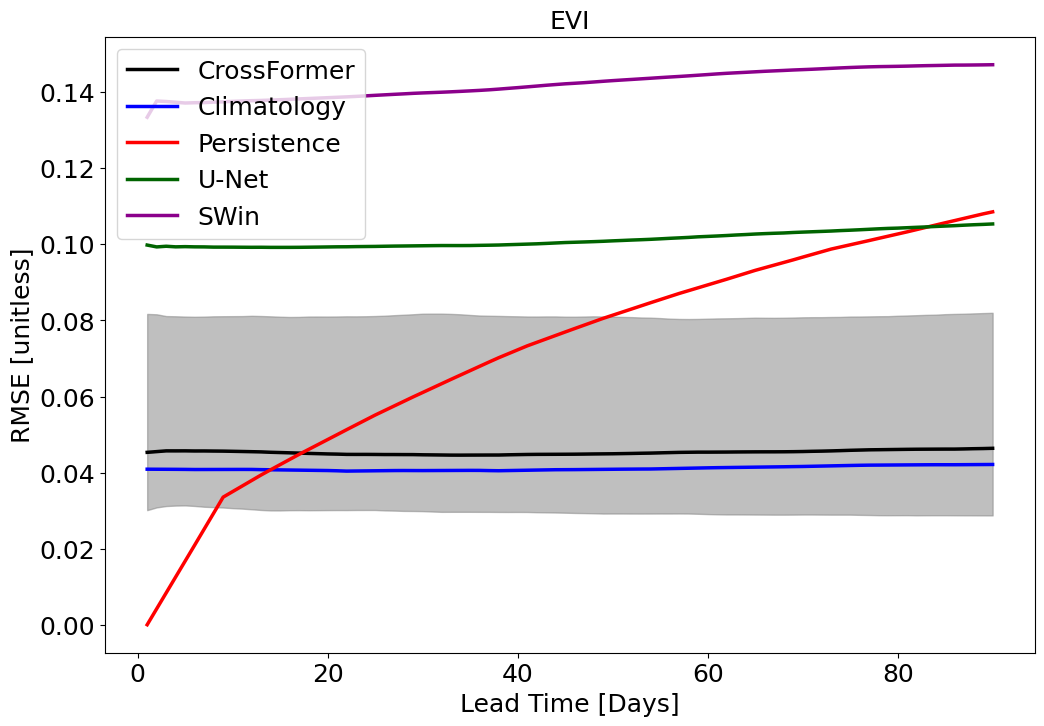 EVI
CrossFormer
Climatology
Persistence
U-Net
SWin
0.14
0.12
0.10
0.08
0.06
0.04
0.02
0.00
RMSE [unitless]
0 20 40 60 80
Lead Time [Days]